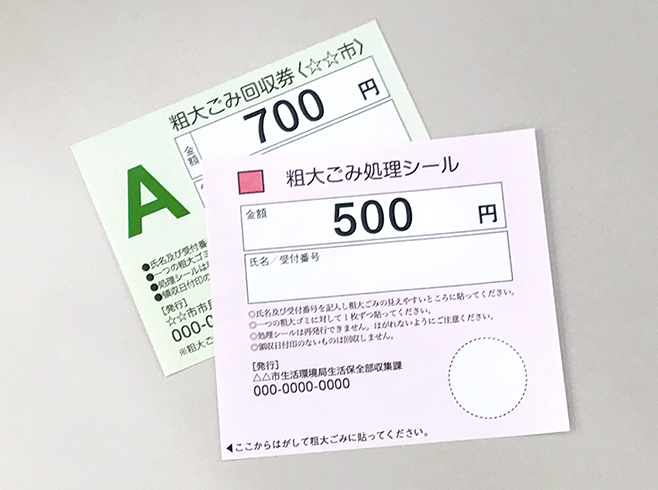 粗大ごみ回収券〈☆☆市〉
金額
700 円
A
●氏名及び受付番
●一つの粗大ゴミ
●処理シールは
●領収日付印の
[発行]
☆☆市市民
000-0
※粗大ご
粗大ごみ処理シール
金額
500 円
氏名／受付番号
◎氏名及び受付番号を記入し粗大ごみの見えやすいところに貼ってください。
◎一つの粗大ゴミに対して1枚ずつ貼ってください。
◎処理シールは再発行できません。はがれないようにご注意ください。
◎領収日付印のないものは回収しません。
[発行]
△△市生活環境局生活保全部収集課
000-0000-0000
◀ここからはがして粗大ごみに貼ってください。